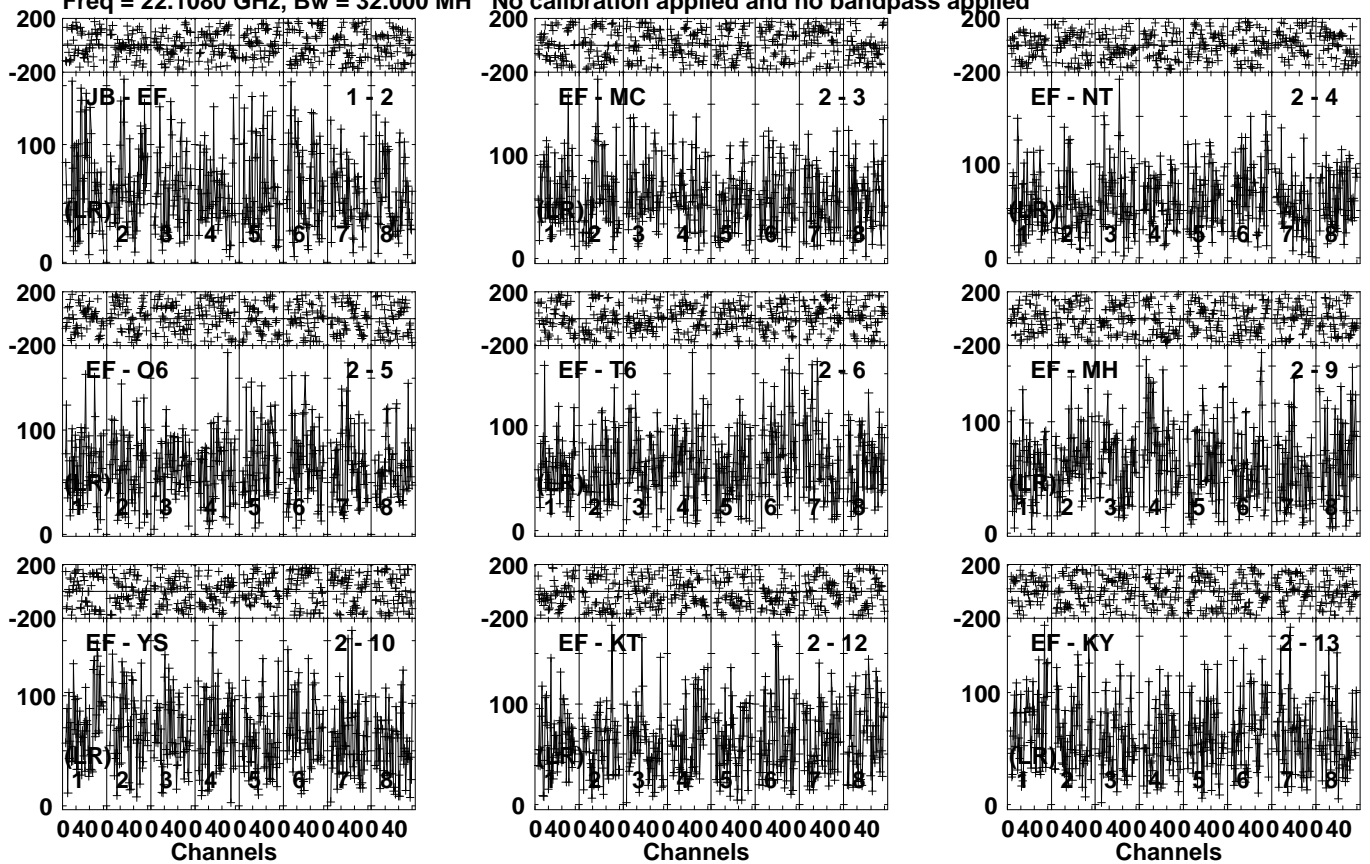 Freq = 22.1080 GHz, Bw = 32.000 MH No calibration applied and no bandpass applied
200 200 200
-200 -200 -200
JB - EF 1 - 2 EF - MC 2 - 3 EF - NT 2 - 4
100 100 100
(LR) (LR) (LR)
1 2 3 4 5 6 7 8 1 2 3 4 5 6 7 8 1 2 3 4 5 6 7 8
0 0 0
200 200 200
-200 -200 -200
EF - O6 2 - 5 EF - T6 2 - 6 EF - MH 2 - 9
100 100 100
(LR) (LR) (LR)
1 2 3 4 5 6 7 8 1 2 3 4 5 6 7 8 1 2 3 4 5 6 7 8
0 0 0
200 200 200
-200 -200 -200
EF - YS 2 - 10 EF - KT 2 - 12 EF - KY 2 - 13
100 100 100
(LR) (LR) (LR)
1 2 3 4 5 6 7 8 1 2 3 4 5 6 7 8 1 2 3 4 5 6 7 8
0 0 0
0 40 0 40 0 40 0 40 0 40 0 40 0 40 0 40 0 40 0 40 0 40 0 40 0 40 0 40 0 40 0 40 0 40 0 40 0 40 0 40 0 40 0 40 0 40 0 40
Channels Channels Channels